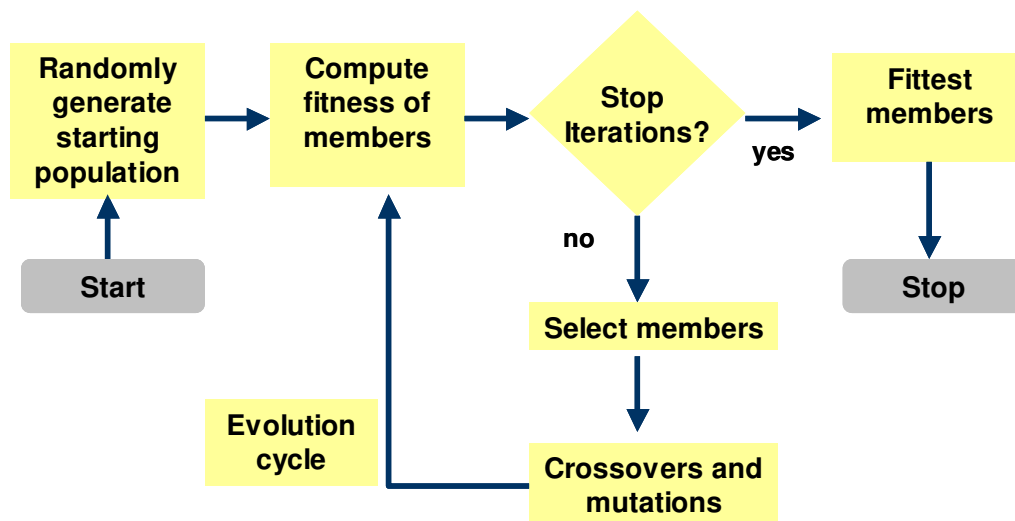 Randomly
generate
starting
population
Compute
fitness of
members
Stop
Iterations?
yes
Fittest
members
no
Start
Stop
Select members
Evolution
cycle
Crossovers and
mutations